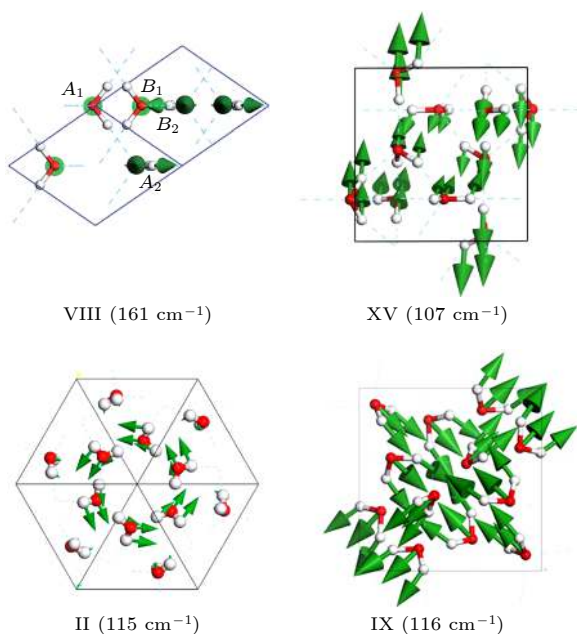 A₁
B₁
B₂
A₂
VIII (161 cm⁻¹)
XV (107 cm⁻¹)
II (115 cm⁻¹)
IX (116 cm⁻¹)